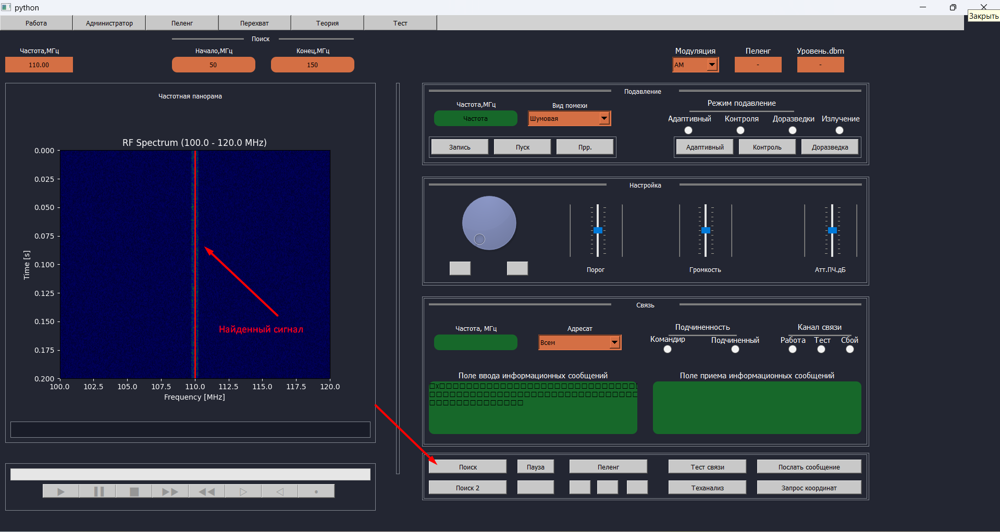 python
Закрыть
Работа Администратор Пеленг Перехват Теория Тест
Поиск
Частота,МГц Начало,МГц Конец,МГц
110.00 50 150
Модуляция Пеленг Уровень.dbm
AM - -
Частотная панорама
RF Spectrum (100.0 - 120.0 MHz)
0.000
0.025
0.050
0.075
0.100
0.125
0.150
0.175
0.200
Time [s]
100.0 102.5 105.0 107.5 110.0 112.5 115.0 117.5 120.0
Frequency [MHz]
Найденный сигнал
Подавление
Частота,МГц Вид помехи
Частота Шумовая
Режим подавление
Адаптивный Контроля Доразведки Излучение
Запись Пуск Прр.
Адаптивный Контроль Доразведка
Настройка
Порог Громкость Атт.ПЧ.дБ
Связь
Частота, МГц Адресат
Всем
Подчиненность Канал связи
Командир Подчиненный Работа Тест Сбой
Поле ввода информационных сообщений Поле приема информационных сообщений
Поиск Пауза Пеленг Тест связи Послать сообщение
Поиск 2 Теханализ Запрос координат